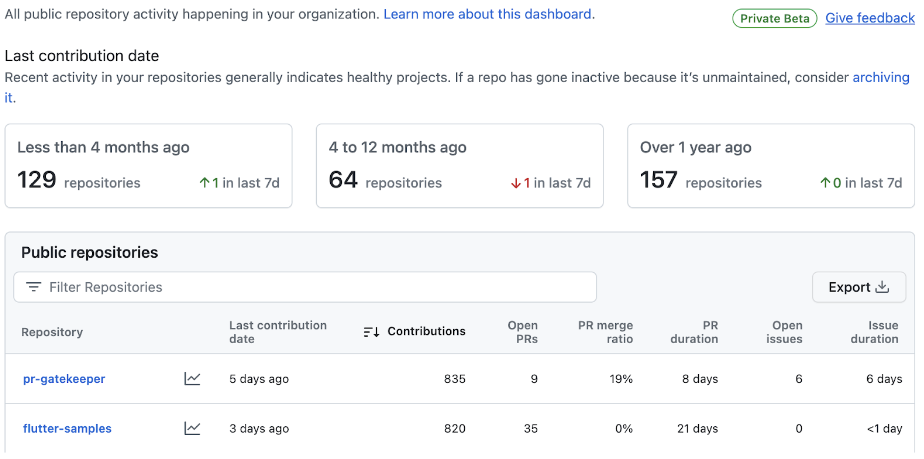 All public repository activity happening in your organization. Learn more about this dashboard.
Private Beta
Give feedback
Last contribution date
Recent activity in your repositories generally indicates healthy projects. If a repo has gone inactive because it's unmaintained, consider archiving
it.
Less than 4 months ago
129 repositories ↑1 in last 7d
4 to 12 months ago
64 repositories ↓1 in last 7d
Over 1 year ago
157 repositories ↑0 in last 7d
Public repositories
Filter Repositories
Export
Repository
Last contribution
date
Contributions
Open
PRs
PR merge
ratio
PR
duration
Open
issues
Issue
duration
pr-gatekeeper 5 days ago 835 9 19% 8 days 6 6 days
flutter-samples 3 days ago 820 35 0% 21 days 0 <1 day